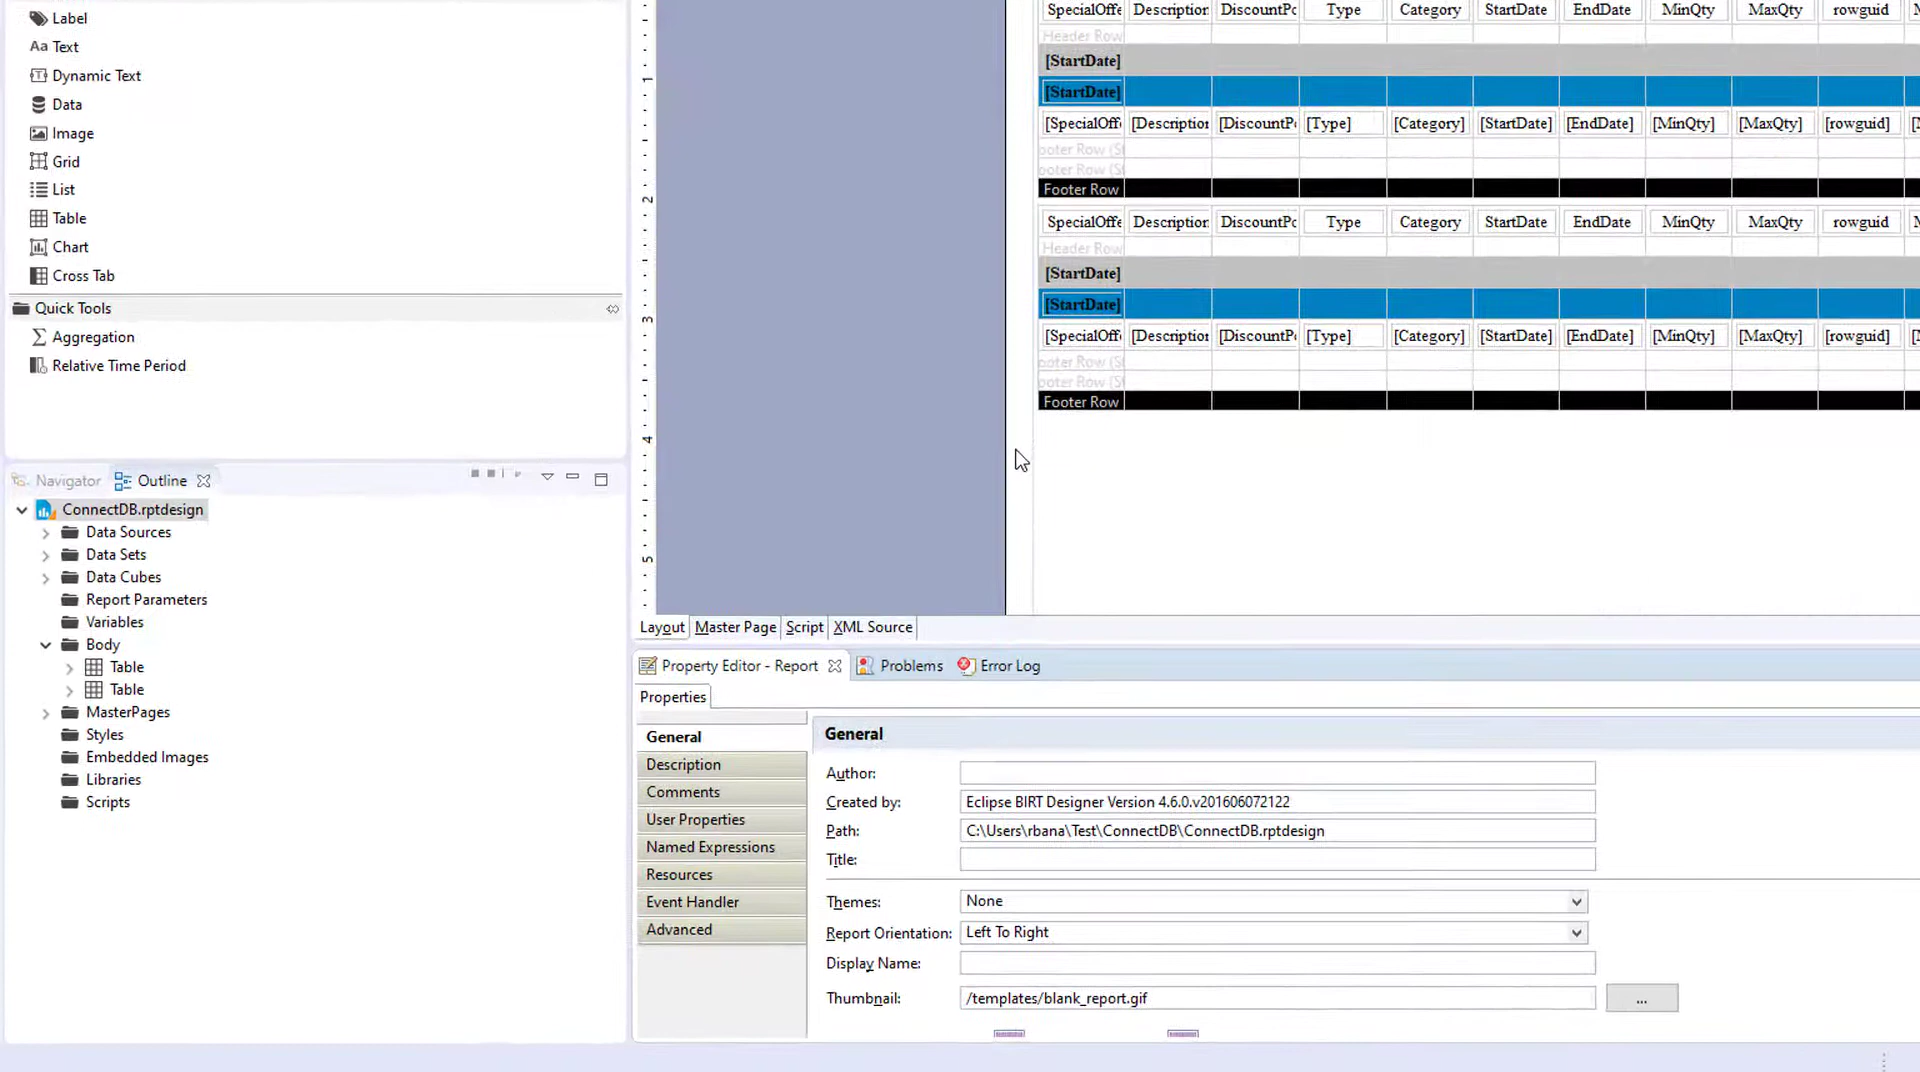 Label
Text
Dynamic Text
Data
Image
Grid
List
Table
Chart
Cross Tab
Quick Tools
Aggregation
Relative Time Period
Navigator Outline
ConnectDB.rptdesign
Data Sources
Data Sets
Data Cubes
Report Parameters
Variables
Body
Table
Table
MasterPages
Styles
Embedded Images
Libraries
Scripts
1
2
3
4
5
SpecialOffe Description DiscountPc Type Category StartDate EndDate MinQty MaxQty rowguid
Header Row
[StartDate]
[StartDate]
[SpecialOff [Description [DiscountPc [Type] [Category] [StartDate] [EndDate] [MinQty] [MaxQty] [rowguid]
ooter Row (S
ooter Row (S
Footer Row
SpecialOffe Description DiscountPc Type Category StartDate EndDate MinQty MaxQty rowguid
Header Row
[StartDate]
[StartDate]
[SpecialOff [Description [DiscountPc [Type] [Category] [StartDate] [EndDate] [MinQty] [MaxQty] [rowguid]
ooter Row (S
ooter Row (S
Footer Row
Layout Master Page Script XML Source
Property Editor - Report Problems Error Log
Properties
General
Description
Comments
User Properties
Named Expressions
Resources
Event Handler
Advanced
General
Author:
Created by: Eclipse BIRT Designer Version 4.6.0.v201606072122
Path: C:\Users\rbana\Test\ConnectDB\ConnectDB.rptdesign
Title:
Themes: None
Report Orientation: Left To Right
Display Name:
Thumbnail: /templates/blank_report.gif ...